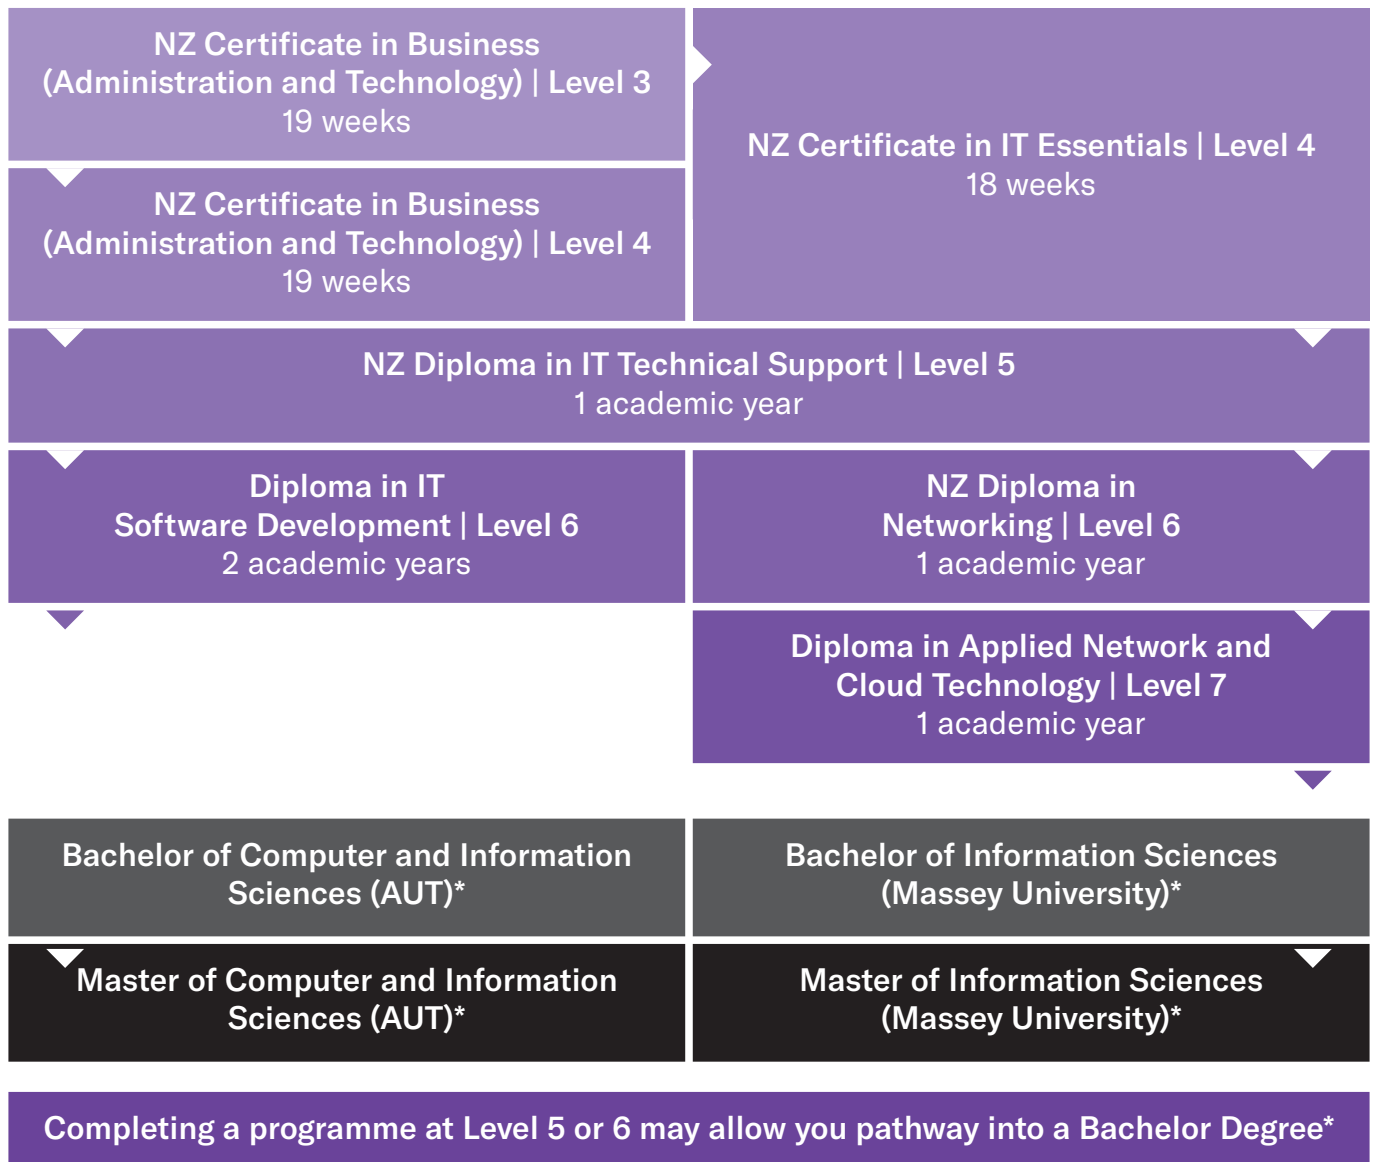 NZ Certificate in Business
(Administration and Technology) | Level 3
19 weeks
NZ Certificate in IT Essentials | Level 4
18 weeks
NZ Certificate in Business
(Administration and Technology) | Level 4
19 weeks
NZ Diploma in IT Technical Support | Level 5
1 academic year
Diploma in IT
Software Development | Level 6
2 academic years
NZ Diploma in
Networking | Level 6
1 academic year
Diploma in Applied Network and
Cloud Technology | Level 7
1 academic year
Bachelor of Computer and Information
Sciences (AUT)*
Bachelor of Information Sciences
(Massey University)*
Master of Computer and Information
Sciences (AUT)*
Master of Information Sciences
(Massey University)*
Completing a programme at Level 5 or 6 may allow you pathway into a Bachelor Degree*